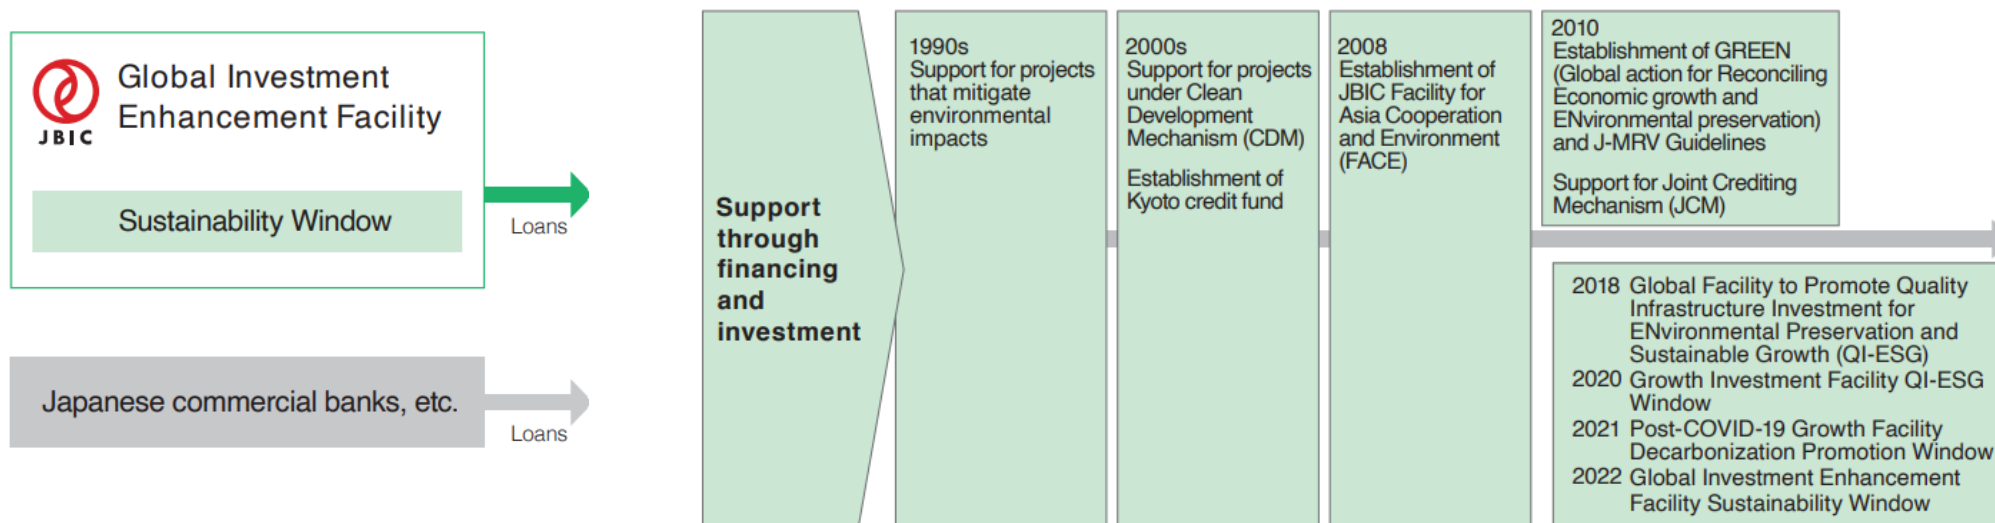 JBIC
Global Investment
Enhancement Facility
Sustainability Window
Loans
Japanese commercial banks, etc.
Loans
Support
through
financing
and
investment
1990s
Support for projects
that mitigate
environmental
impacts
2000s
Support for projects
under Clean
Development
Mechanism (CDM)
Establishment of
Kyoto credit fund
2008
Establishment of
JBIC Facility for
Asia Cooperation
and Environment
(FACE)
2010
Establishment of GREEN
(Global action for Reconciling
Economic growth and
ENvironmental preservation)
and J-MRV Guidelines
Support for Joint Crediting
Mechanism (JCM)
2018 Global Facility to Promote Quality
Infrastructure Investment for
ENvironmental Preservation and
Sustainable Growth (QI-ESG)
2020 Growth Investment Facility QI-ESG
Window
2021 Post-COVID-19 Growth Facility
Decarbonization Promotion Window
2022 Global Investment Enhancement
Facility Sustainability Window